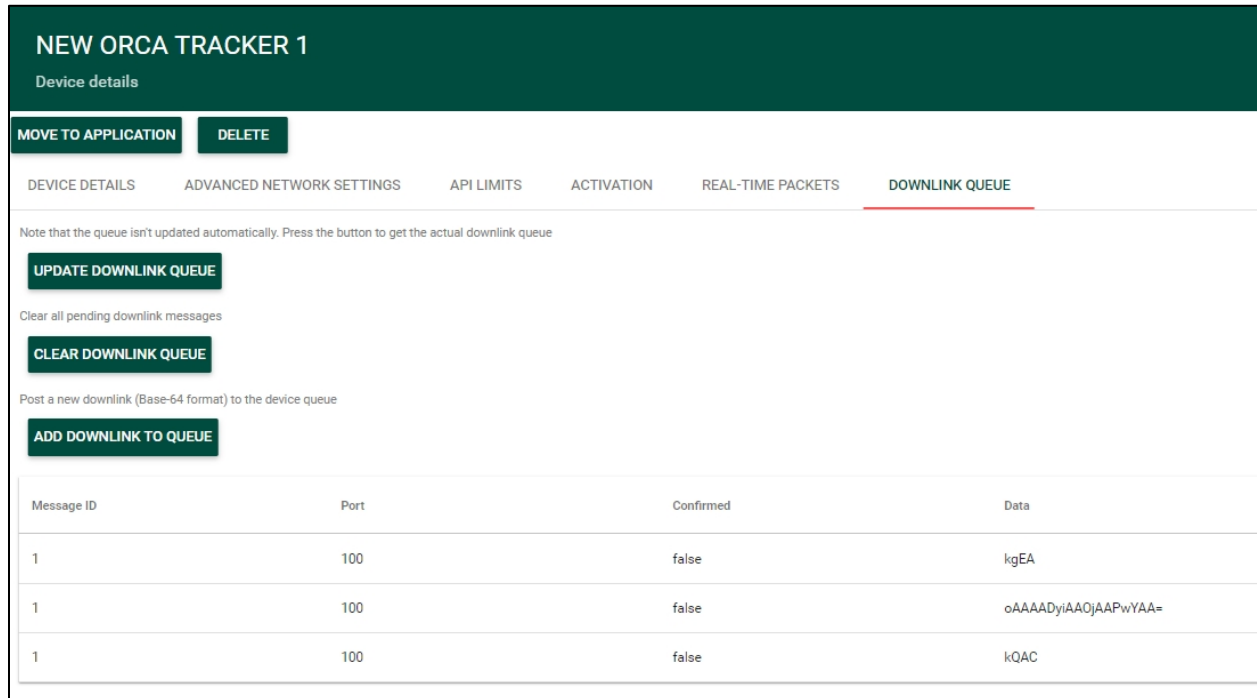 NEW ORCA TRACKER 1
Device details
MOVE TO APPLICATION DELETE
DEVICE DETAILS ADVANCED NETWORK SETTINGS API LIMITS ACTIVATION REAL-TIME PACKETS DOWNLINK QUEUE
Note that the queue isn't updated automatically. Press the button to get the actual downlink queue
UPDATE DOWNLINK QUEUE
Clear all pending downlink messages
CLEAR DOWNLINK QUEUE
Post a new downlink (Base-64 format) to the device queue
ADD DOWNLINK TO QUEUE
Message ID Port Confirmed Data
1 100 false kgEA
1 100 false oAAAADyiAAOjAAPwYAA=
1 100 false kQAC